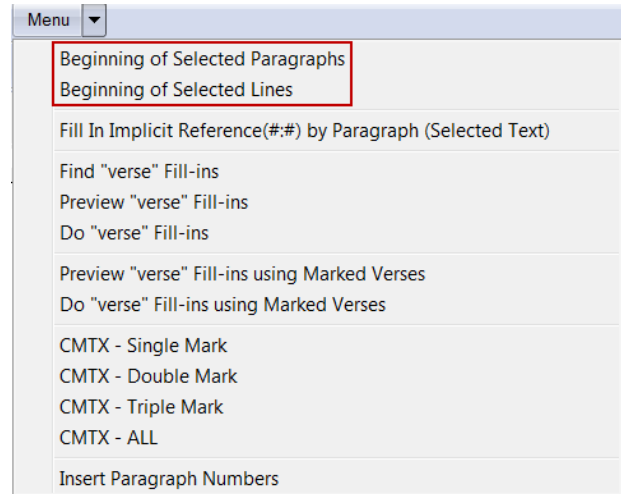 Menu
Beginning of Selected Paragraphs
Beginning of Selected Lines
Fill In Implicit Reference(#:#) by Paragraph (Selected Text)
Find "verse" Fill-ins
Preview "verse" Fill-ins
Do "verse" Fill-ins
Preview "verse" Fill-ins using Marked Verses
Do "verse" Fill-ins using Marked Verses
CMTX - Single Mark
CMTX - Double Mark
CMTX - Triple Mark
CMTX - ALL
Insert Paragraph Numbers